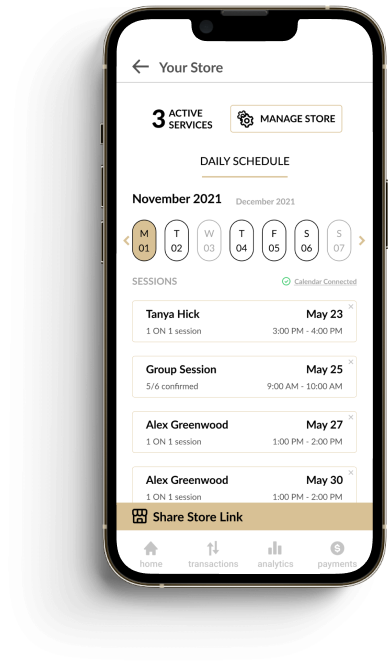 Your Store
3 ACTIVE SERVICES
MANAGE STORE
DAILY SCHEDULE
November 2021 December 2021
M T W T F S S
01 02 03 04 05 06 07
SESSIONS Calendar Connected
Tanya Hick May 23
1 ON 1 session 3:00 PM - 4:00 PM
Group Session May 25
5/6 confirmed 9:00 AM - 10:00 AM
Alex Greenwood May 27
1 ON 1 session 1:00 PM - 2:00 PM
Alex Greenwood May 30
1 ON 1 session 1:00 PM - 2:00 PM
Share Store Link
home transactions analytics payments